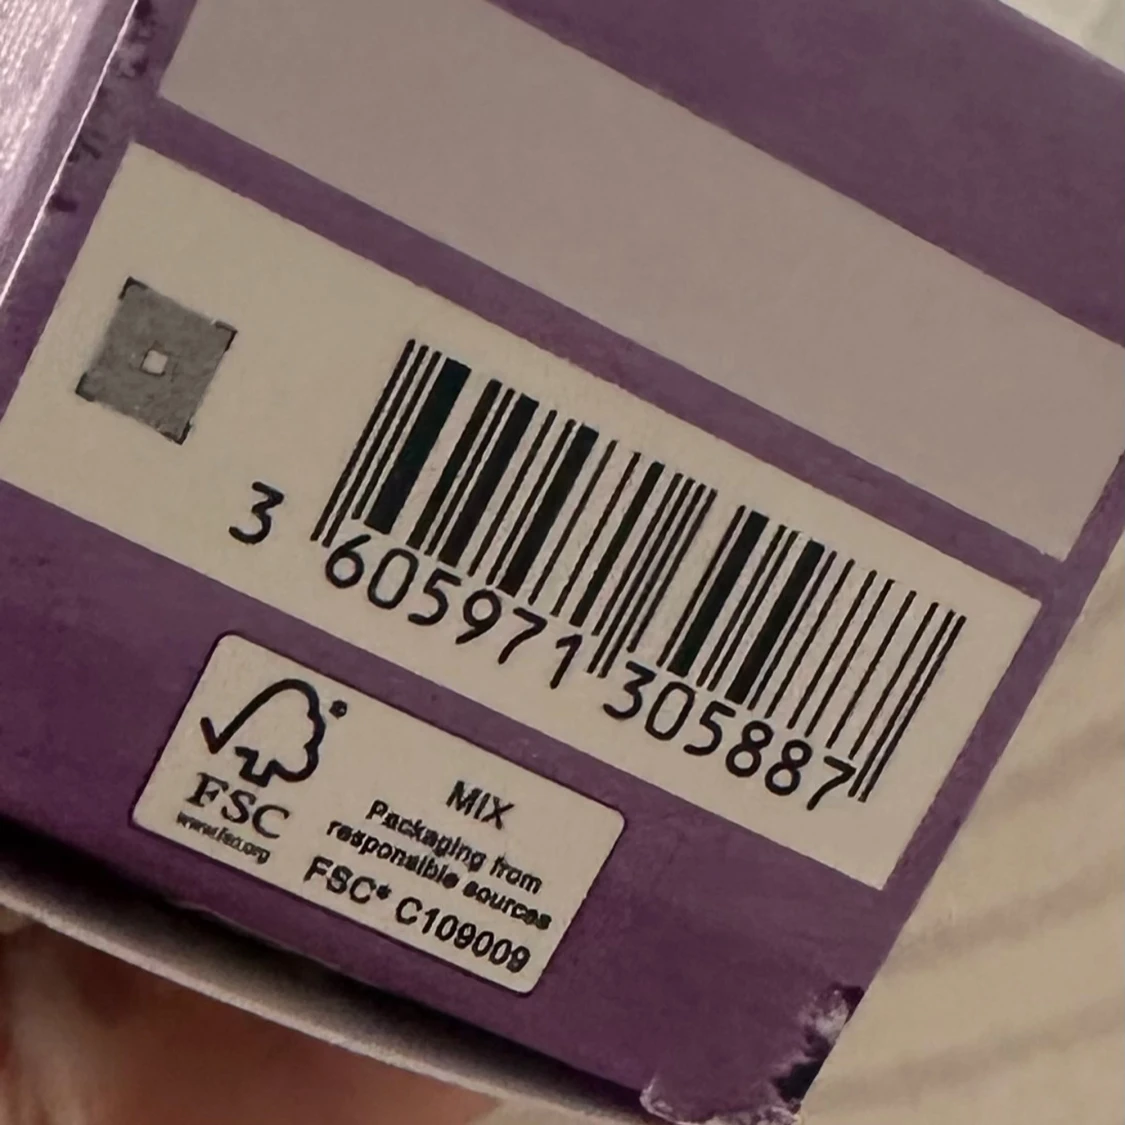 3 605971 305887
FSC
www.fsc.org
MIX
Packaging from
responsible sources
FSC® C109009